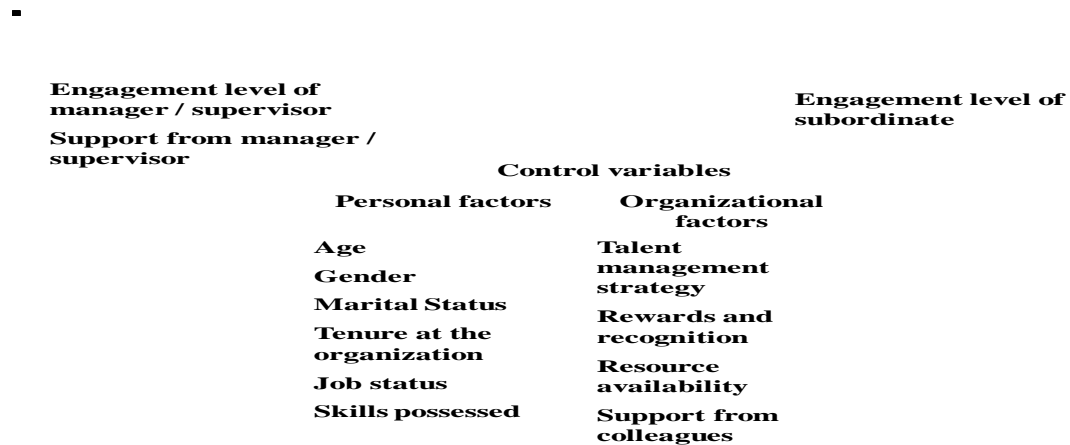 Engagement level of
manager / supervisor
Support from manager /
supervisor
Engagement level of
subordinate
Control variables
Personal factors
Age
Gender
Marital Status
Tenure at the
organization
Job status
Skills possessed
Organizational
factors
Talent
management
strategy
Rewards and
recognition
Resource
availability
Support from
colleagues